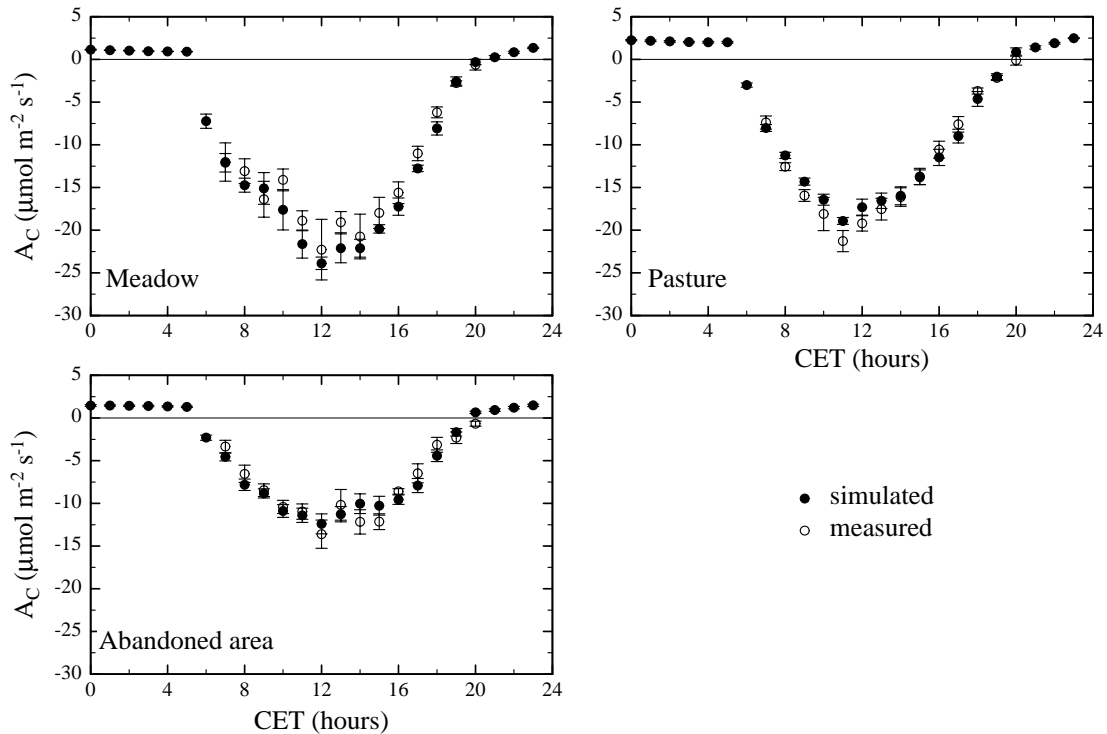 5
0
-5
-10
-15
-20
-25
-30
A_C (µmol m⁻² s⁻¹)
Meadow
0 4 8 12 16 20 24
5
0
-5
-10
-15
-20
-25
-30
Pasture
0 4 8 12 16 20 24
CET (hours)
5
0
-5
-10
-15
-20
-25
-30
A_C (µmol m⁻² s⁻¹)
Abandoned area
0 4 8 12 16 20 24
CET (hours)
simulated
measured